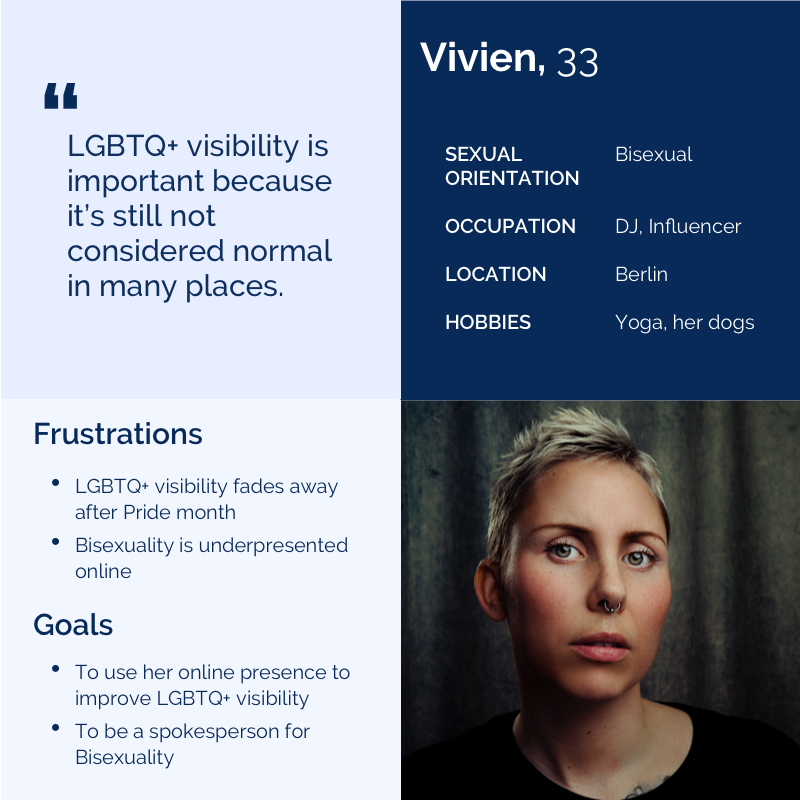 “
LGBTQ+ visibility is
important because
it’s still not
considered normal
in many places.
Vivien, 33
SEXUAL
ORIENTATION
Bisexual
OCCUPATION
DJ, Influencer
LOCATION
Berlin
HOBBIES
Yoga, her dogs
Frustrations
• LGBTQ+ visibility fades away
after Pride month
• Bisexuality is underpresented
online
Goals
• To use her online presence to
improve LGBTQ+ visibility
• To be a spokesperson for
Bisexuality